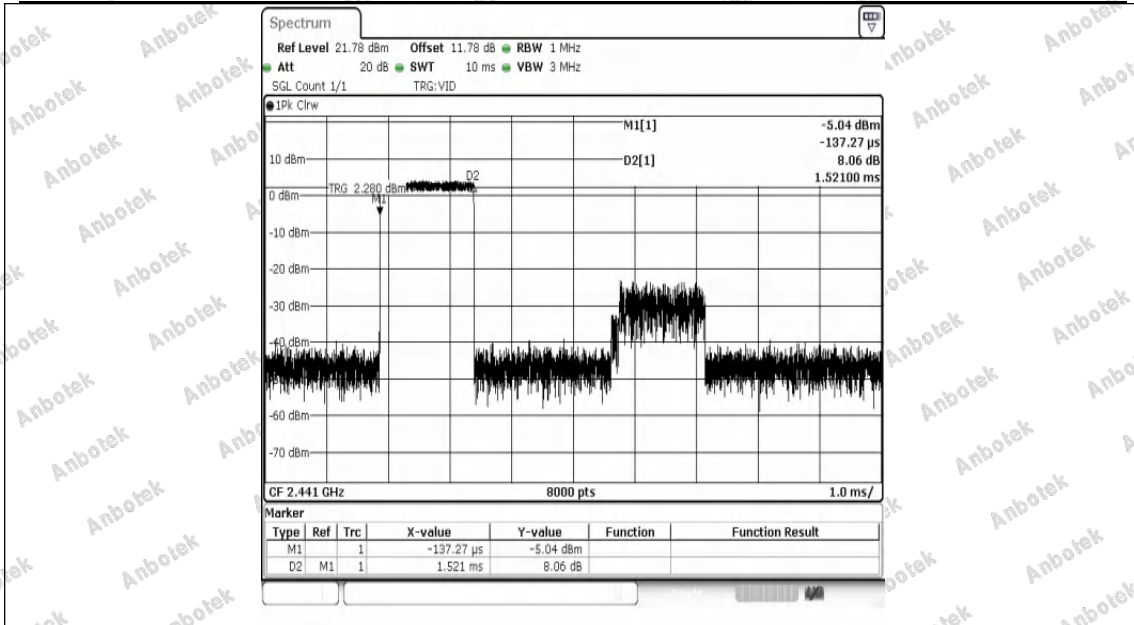 Spectrum
Ref Level 21.78 dBm Offset 11.78 dB RBW 1 MHz
Att 20 dB SWT 10 ms VBW 3 MHz
SGL Count 1/1 TRG:VID
1Pk Clrw
M1[1] -5.04 dBm
-137.27 µs
10 dBm D2[1] 8.06 dB
1.52100 ms
D2
TRG 2.280 dBm
0 dBm
M1
-10 dBm
-20 dBm
-30 dBm
-40 dBm
-60 dBm
-70 dBm
CF 2.441 GHz 8000 pts 1.0 ms/
Marker
Type Ref Trc X-value Y-value Function Function Result
M1 1 -137.27 µs -5.04 dBm
D2 M1 1 1.521 ms 8.06 dB
Anbotek